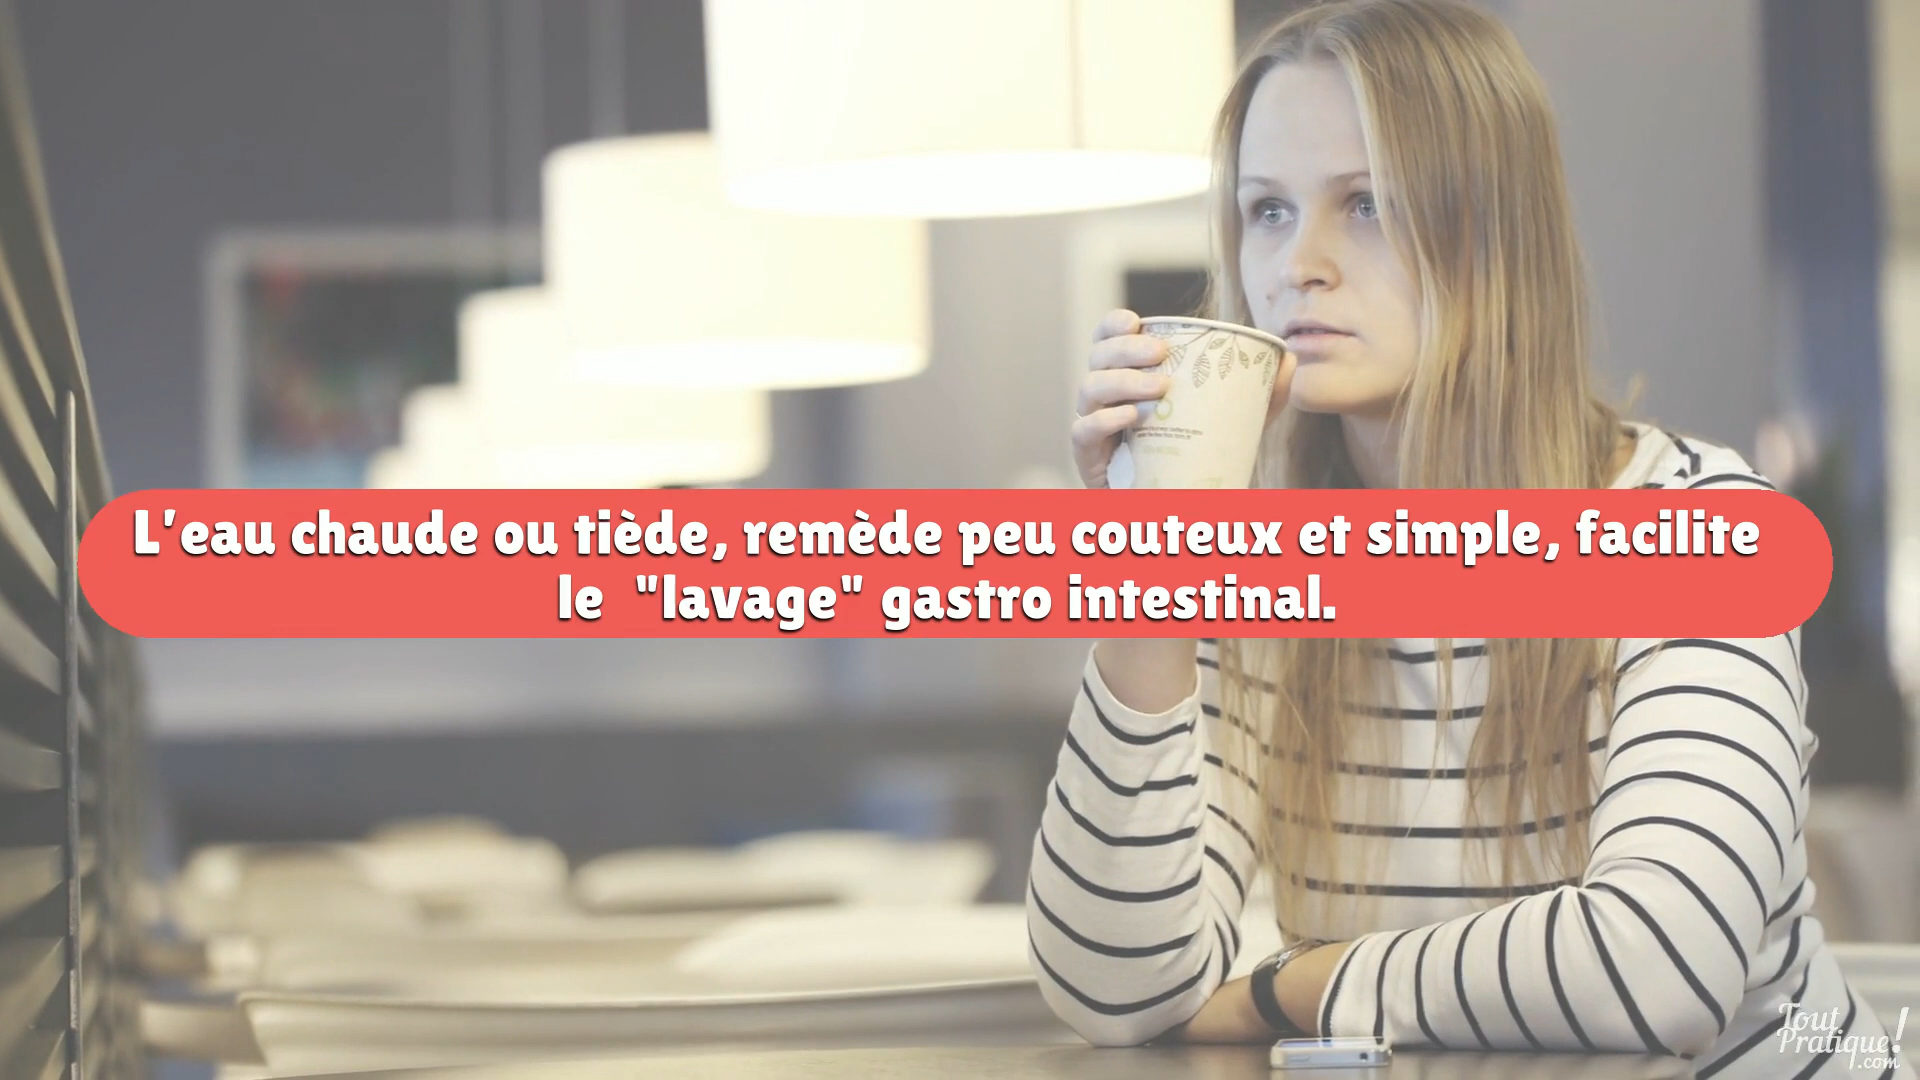 L'eau chaude ou tiède, remède peu couteux et simple, facilite
le "lavage" gastro intestinal.
Tout
Pratique!
.com